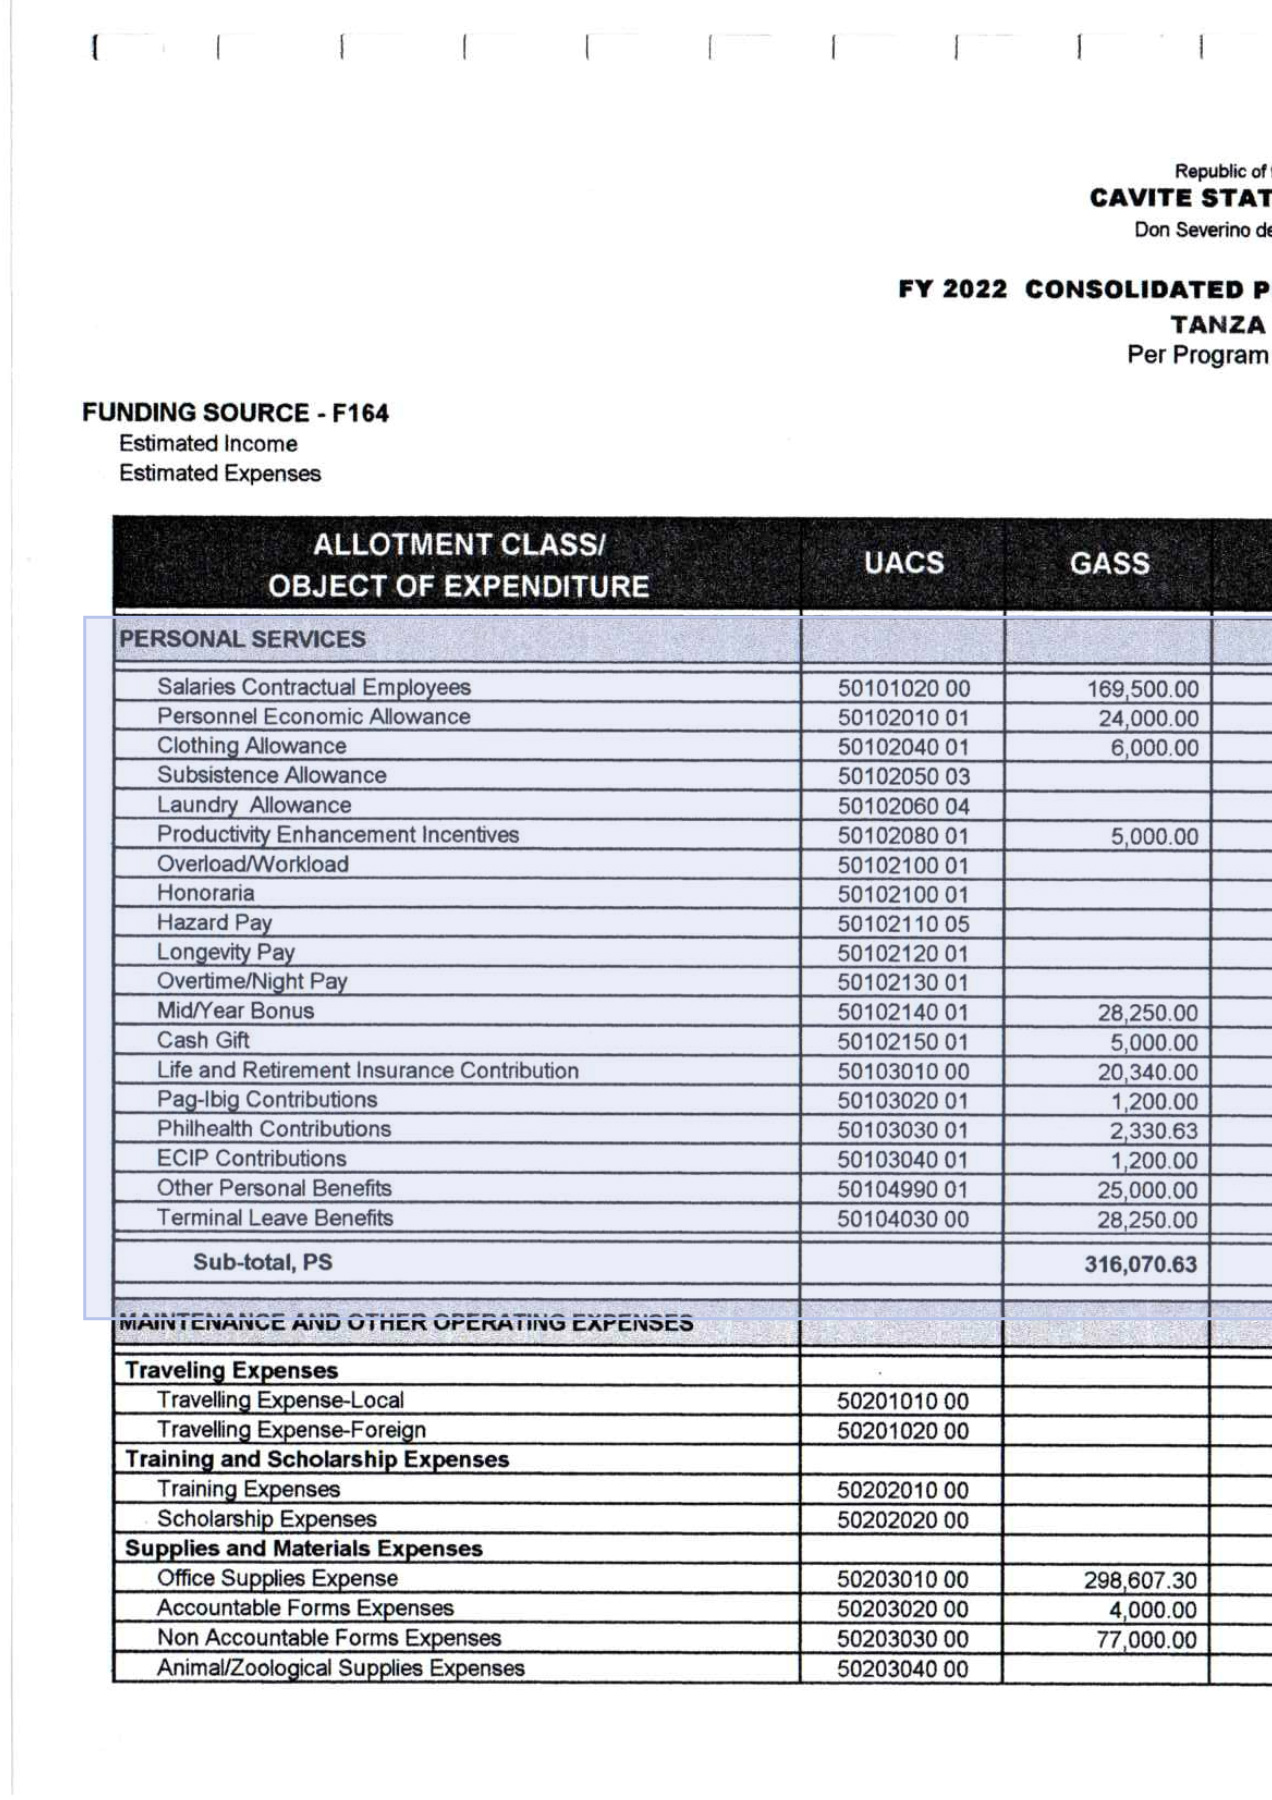 Republic of
CAVITE STAT
Don Severino de
FY 2022 CONSOLIDATED P
TANZA
Per Program
FUNDING SOURCE - F164
Estimated Income
Estimated Expenses
ALLOTMENT CLASS/
OBJECT OF EXPENDITURE UACS GASS
PERSONAL SERVICES
Salaries Contractual Employees 50101020 00 169,500.00
Personnel Economic Allowance 50102010 01 24,000.00
Clothing Allowance 50102040 01 6,000.00
Subsistence Allowance 50102050 03
Laundry Allowance 50102060 04
Productivity Enhancement Incentives 50102080 01 5,000.00
Overload/Workload 50102100 01
Honoraria 50102100 01
Hazard Pay 50102110 05
Longevity Pay 50102120 01
Overtime/Night Pay 50102130 01
Mid/Year Bonus 50102140 01 28,250.00
Cash Gift 50102150 01 5,000.00
Life and Retirement Insurance Contribution 50103010 00 20,340.00
Pag-Ibig Contributions 50103020 01 1,200.00
Philhealth Contributions 50103030 01 2,330.63
ECIP Contributions 50103040 01 1,200.00
Other Personal Benefits 50104990 01 25,000.00
Terminal Leave Benefits 50104030 00 28,250.00
Sub-total, PS 316,070.63
MAINTENANCE AND OTHER OPERATING EXPENSES
Traveling Expenses
Travelling Expense-Local 50201010 00
Travelling Expense-Foreign 50201020 00
Training and Scholarship Expenses
Training Expenses 50202010 00
Scholarship Expenses 50202020 00
Supplies and Materials Expenses
Office Supplies Expense 50203010 00 298,607.30
Accountable Forms Expenses 50203020 00 4,000.00
Non Accountable Forms Expenses 50203030 00 77,000.00
Animal/Zoological Supplies Expenses 50203040 00